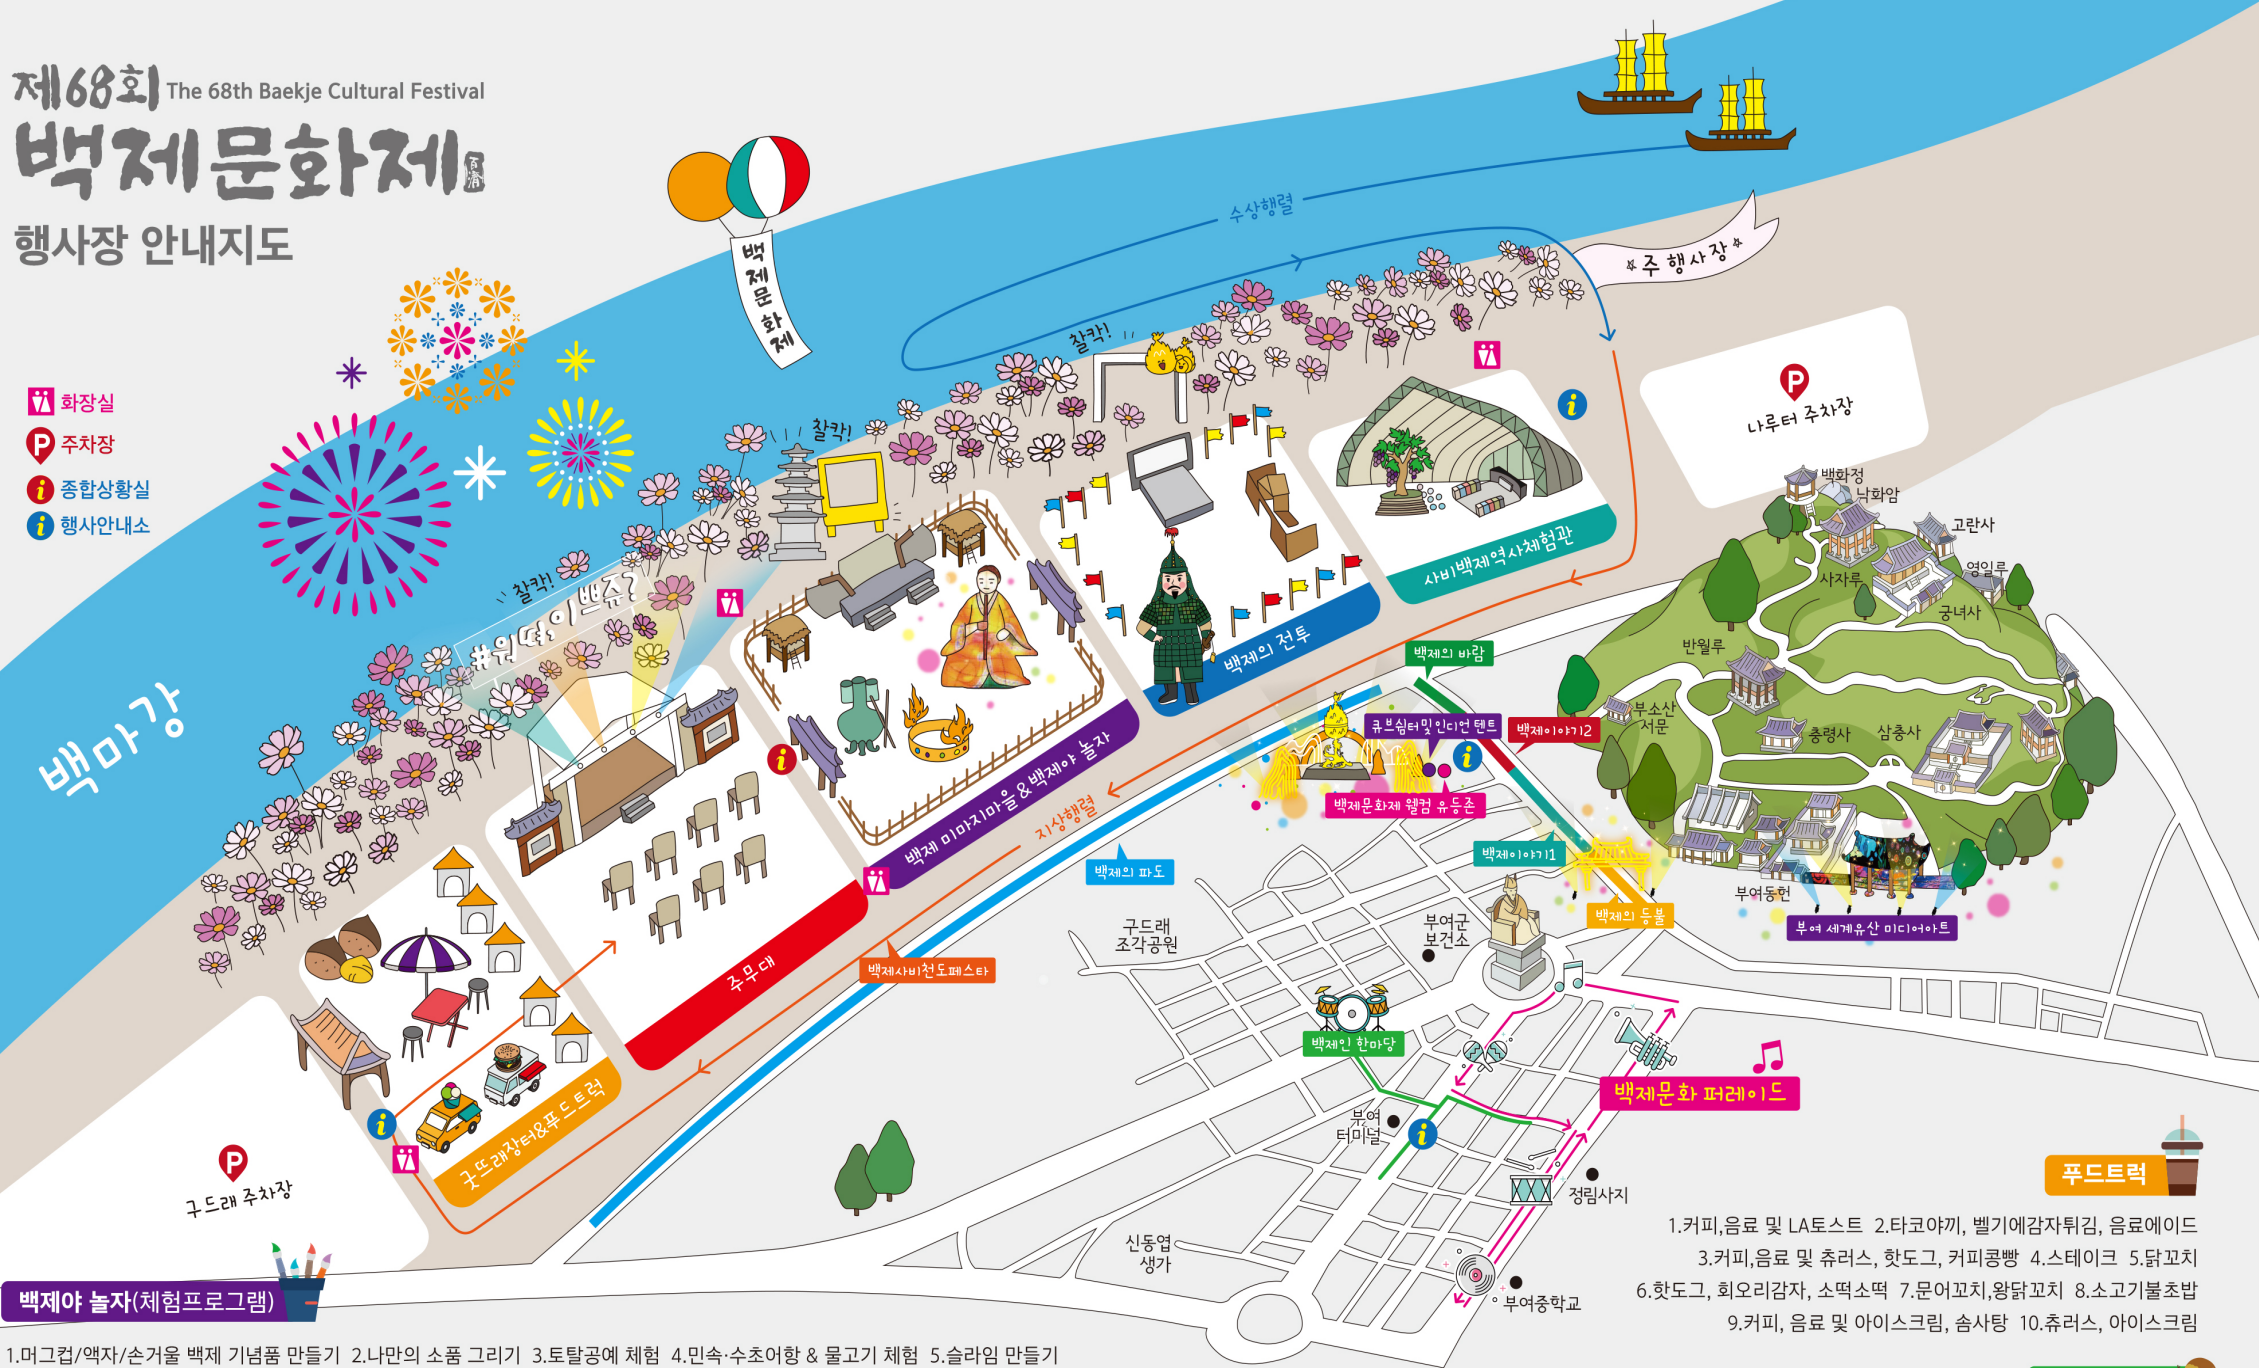 제68회 The 68th Baekje Cultural Festival
백제문화제 百濟
행사장 안내지도
화장실
주차장
종합상황실
행사안내소
백제문화제
수상행렬
주 행사장
찰칵!
찰칵!
찰칵!
#워뗘,이쁘쥬?
백마강
나루터 주차장
사비백제역사체험관
백제의 전투
백제 미마지마을&백제야 놀자
주무대
굿뜨래장터&푸드트럭
구드래 주차장
지상행렬
백제사비천도페스타
백제의 파도
백제의 바람
큐브쉼터 및 인디언 텐트
백제이야기2
백제문화제 웰컴 유등존
백제이야기1
백제의 등불
백화정
낙화암
고란사
사자루
영일루
궁녀사
반월루
부소산
서문
충령사
삼충사
부여동헌
부여 세계유산 미디어아트
구드래
조각공원
부여군
보건소
백제인 한마당
백제문화 퍼레이드
부여
터미널
정림사지
신동엽
생가
부여중학교
푸드트럭
1.커피,음료 및 LA토스트 2.타코야끼, 벨기에감자튀김, 음료에이드
3.커피,음료 및 츄러스, 핫도그, 커피콩빵 4.스테이크 5.닭꼬치
6.핫도그, 회오리감자, 소떡소떡 7.문어꼬치,왕닭꼬치 8.소고기불초밥
9.커피, 음료 및 아이스크림, 솜사탕 10.츄러스, 아이스크림
백제야 놀자(체험프로그램)
1.머그컵/액자/손거울 백제 기념품 만들기 2.나만의 소품 그리기 3.토탈공예 체험 4.민속·수초어항 & 물고기 체험 5.슬라임 만들기